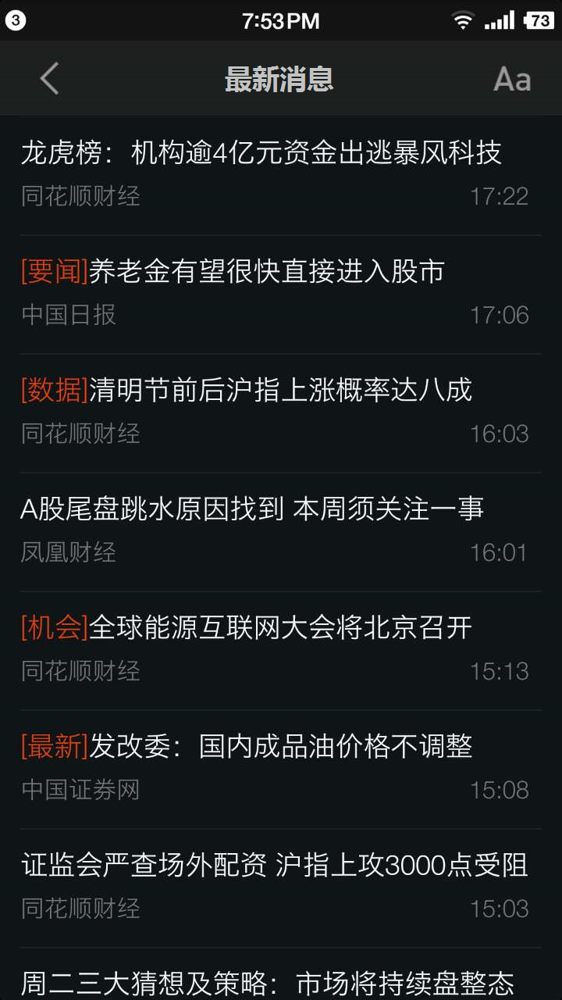 3
7:53PM
73
最新消息
Aa
龙虎榜：机构逾4亿元资金出逃暴风科技
同花顺财经
17:22
[要闻]养老金有望很快直接进入股市
中国日报
17:06
[数据]清明节前后沪指上涨概率达八成
同花顺财经
16:03
A股尾盘跳水原因找到 本周须关注一事
凤凰财经
16:01
[机会]全球能源互联网大会将北京召开
同花顺财经
15:13
[最新]发改委：国内成品油价格不调整
中国证券网
15:08
证监会严查场外配资 沪指上攻3000点受阻
同花顺财经
15:03
周二三大猜想及策略：市场将持续盘整态